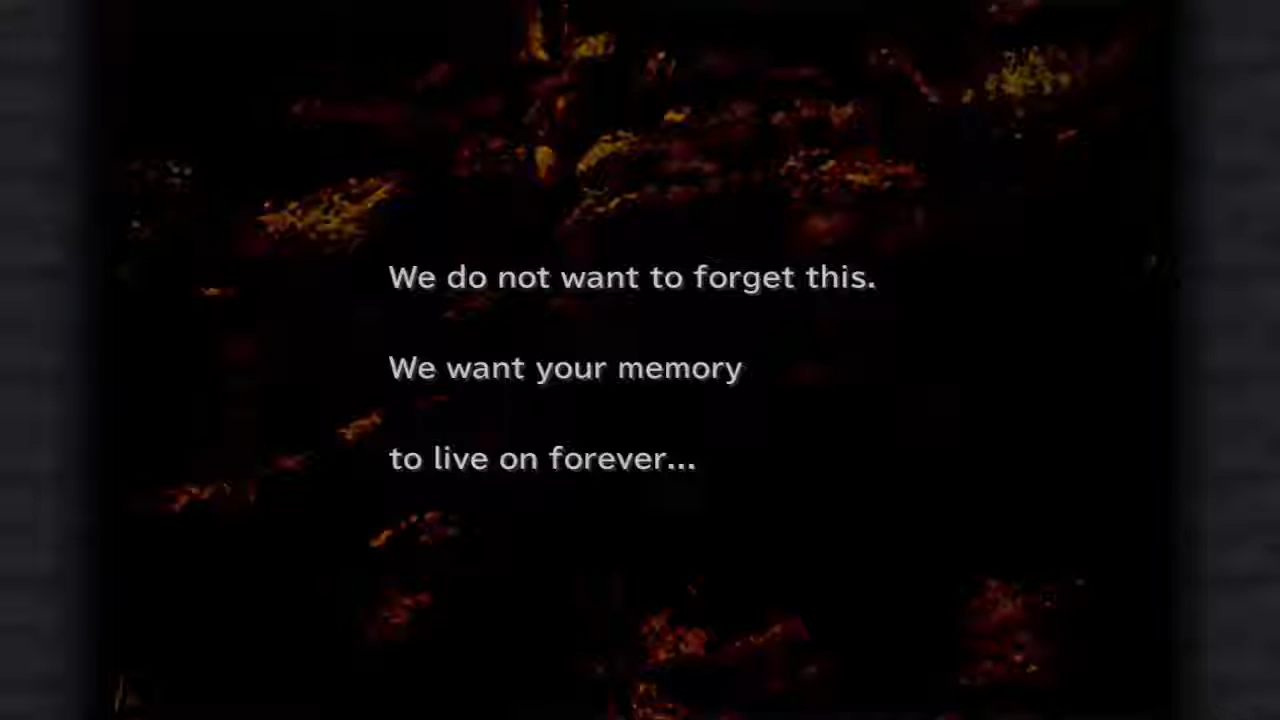 We do not want to forget this.
We want your memory
to live on forever...